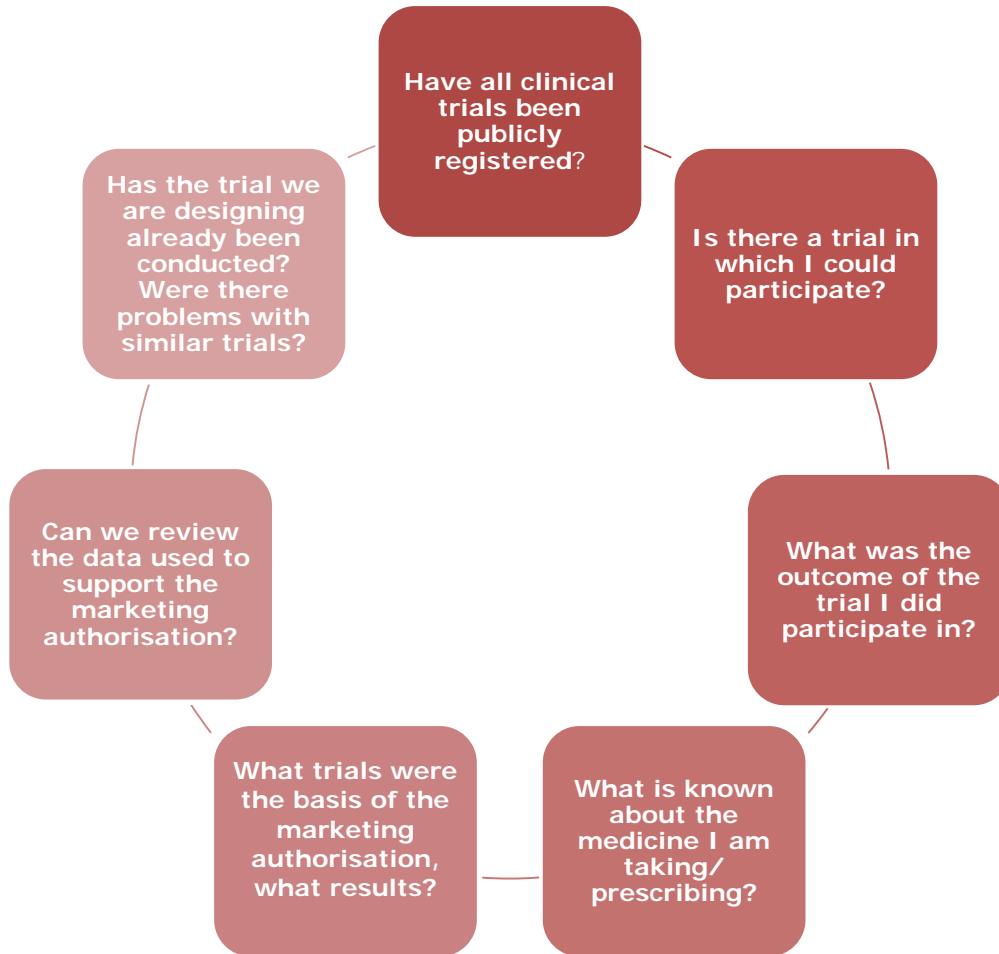 Have all clinical
trials been
publicly
registered?
Is there a trial in
which I could
participate?
What was the
outcome of the
trial I did
participate in?
What is known
about the
medicine I am
taking/
prescribing?
What trials were
the basis of the
marketing
authorisation,
what results?
Can we review
the data used to
support the
marketing
authorisation?
Has the trial we
are designing
already been
conducted?
Were there
problems with
similar trials?